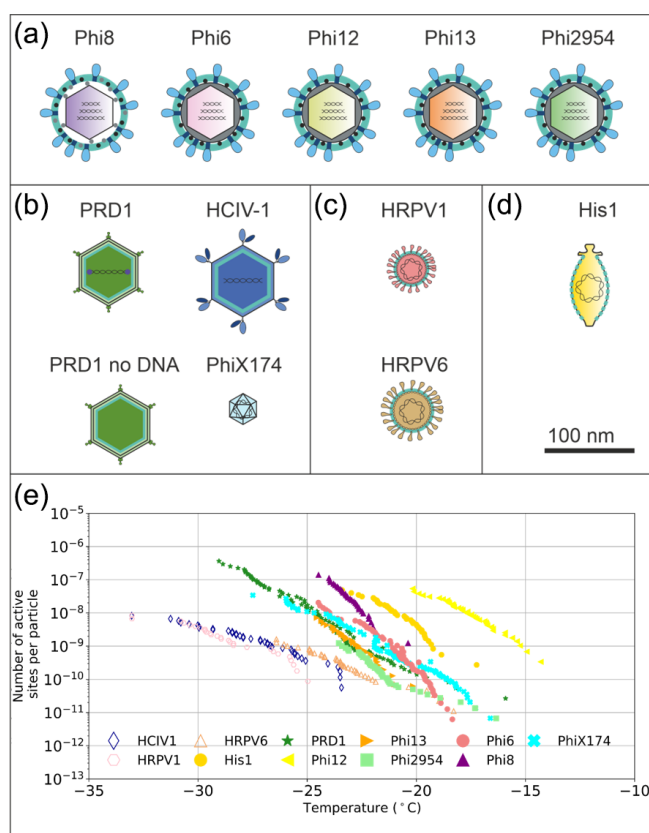 (a)
Phi8 Phi6 Phi12 Phi13 Phi2954
(b) PRD1 HCIV-1
(c) HRPV1
(d) His1
PRD1 no DNA PhiX174
HRPV6
100 nm
(e)
10⁻⁵
10⁻⁶
10⁻⁷
10⁻⁸
10⁻⁹
10⁻¹⁰
10⁻¹¹
10⁻¹²
10⁻¹³
Number of active
sites per particle
HCIV1 HRPV6 PRD1 Phi13 Phi6 PhiX174
HRPV1 His1 Phi12 Phi2954 Phi8
−35 −30 −25 −20 −15 −10
Temperature (°C)